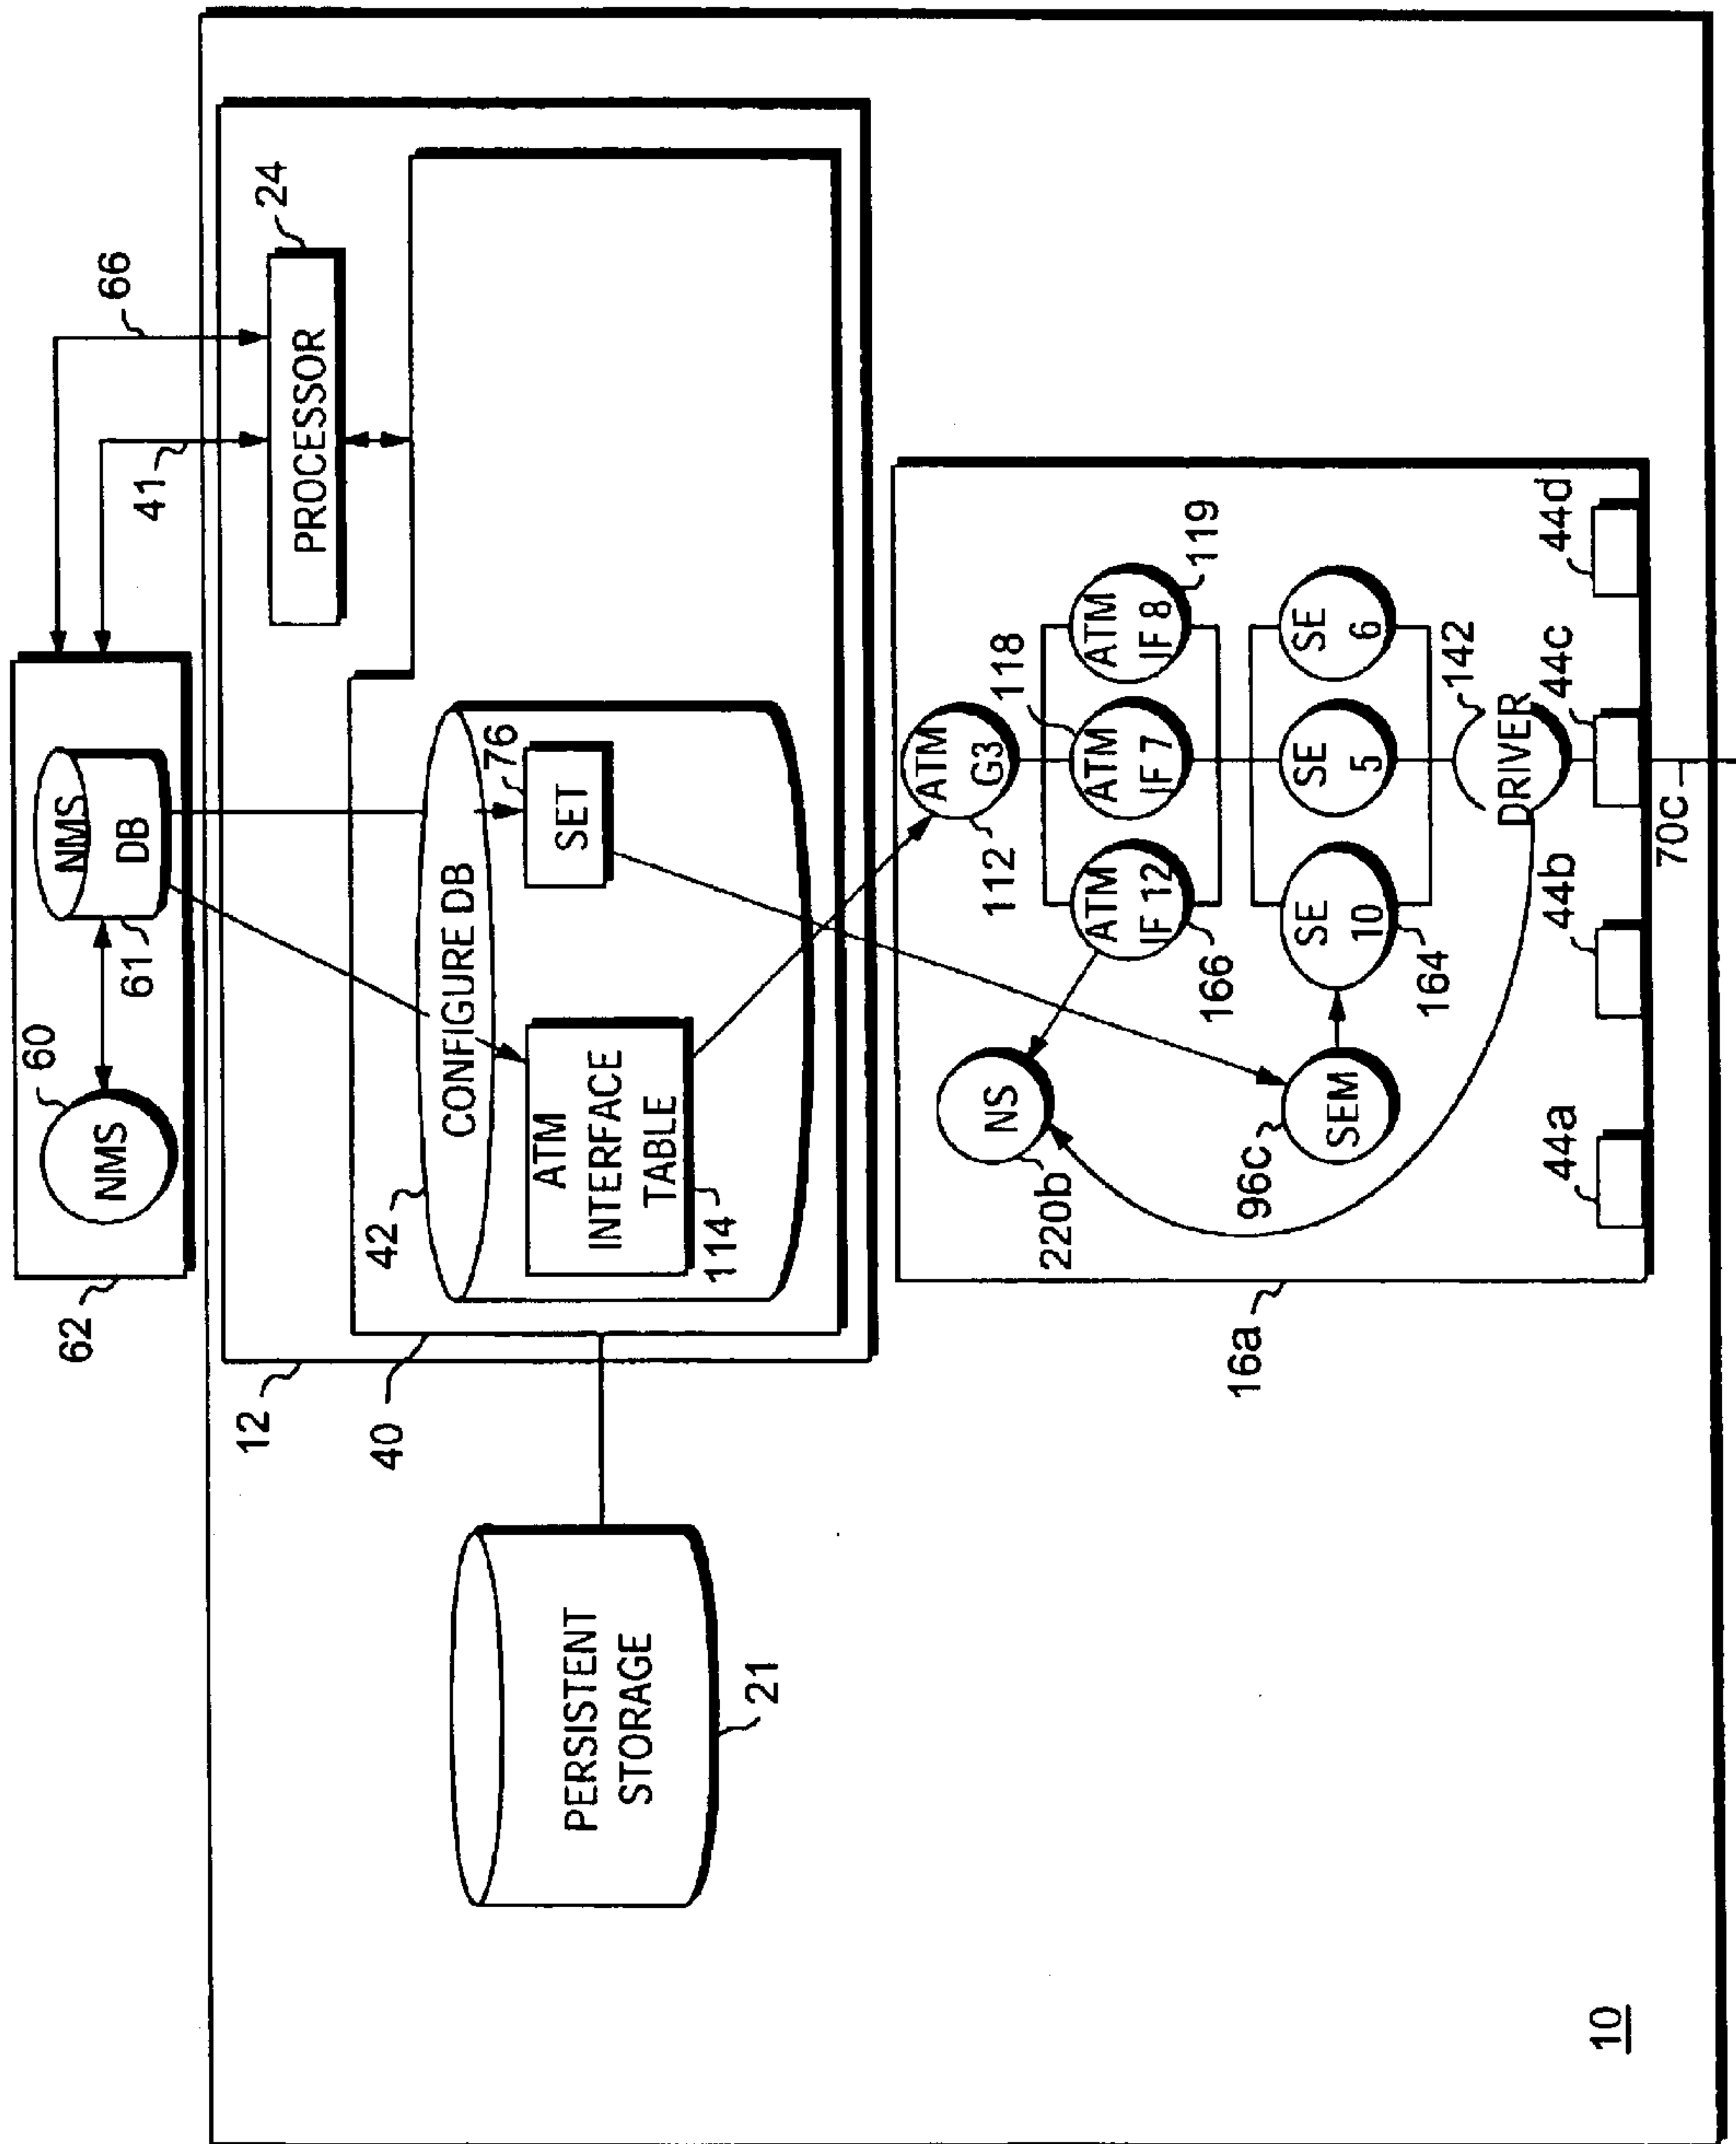 62
60
NMS
61
NMS
DB
41
66
12
40
42
CONFIGURE DB
ATM
INTERFACE
TABLE
114
SET
76
PROCESSOR
24
PERSISTENT
STORAGE
21
16a
NS
220b
ATM
G3
112
118
ATM
IF 12
166
ATM
IF 7
ATM
IF 8
119
SEM
96c
SE
10
164
SE
5
SE
6
DRIVER
142
44a
44b
44c
44d
70c
10